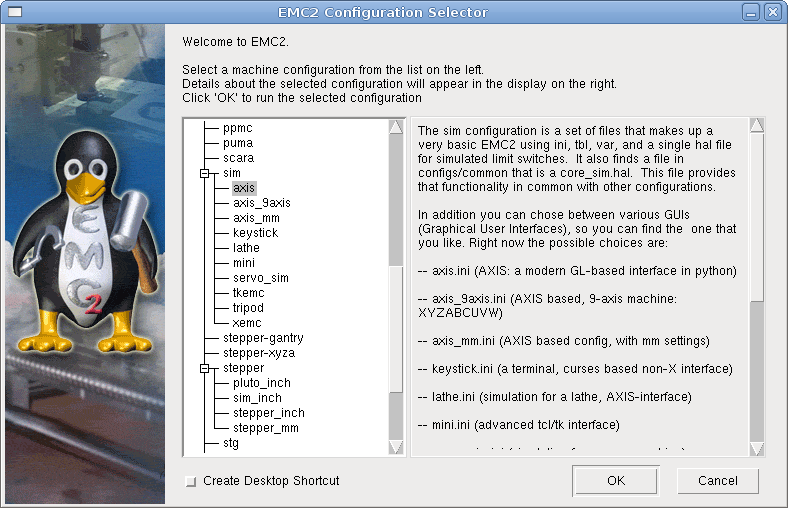 EMC2 Configuration Selector
Welcome to EMC2.
Select a machine configuration from the list on the left.
Details about the selected configuration will appear in the display on the right.
Click 'OK' to run the selected configuration
ppmc
puma
scara
sim
axis
axis_9axis
axis_mm
keystick
lathe
mini
servo_sim
tkemc
tripod
xemc
stepper-gantry
stepper-xyza
stepper
pluto_inch
sim_inch
stepper_inch
stepper_mm
stg
The sim configuration is a set of files that makes up a
very basic EMC2 using ini, tbl, var, and a single hal file
for simulated limit switches. It also finds a file in
configs/common that is a core_sim.hal. This file provides
that functionality in common with other configurations.
In addition you can chose between various GUIs
(Graphical User Interfaces), so you can find the one that
you like. Right now the possible choices are:
-- axis.ini (AXIS: a modern GL-based interface in python)
-- axis_9axis.ini (AXIS based, 9-axis machine:
XYZABCUVW)
-- axis_mm.ini (AXIS based config, with mm settings)
-- keystick.ini (a terminal, curses based non-X interface)
-- lathe.ini (simulation for a lathe, AXIS-interface)
-- mini.ini (advanced tcl/tk interface)
EMC2
Create Desktop Shortcut
OK
Cancel